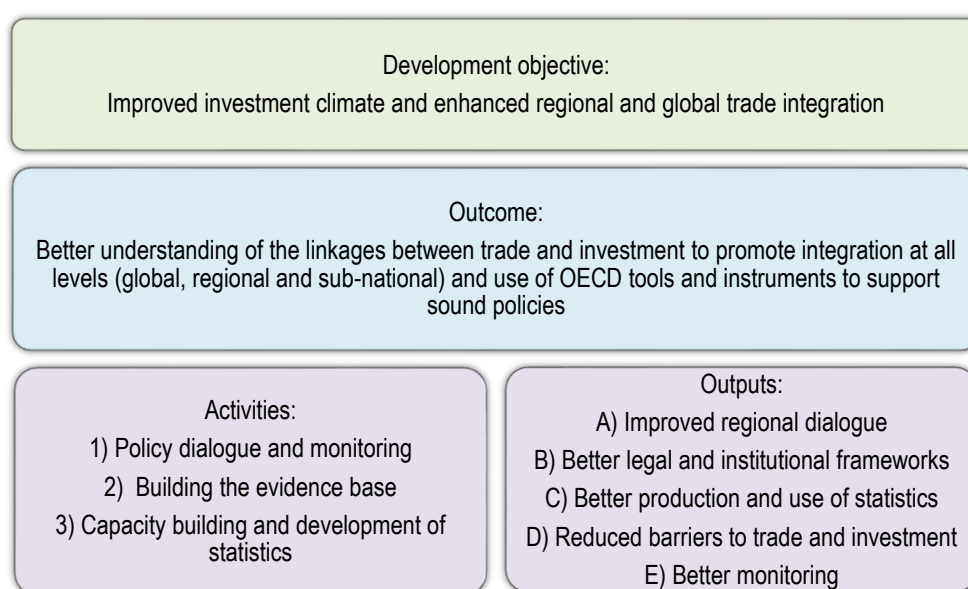 Development objective:
Improved investment climate and enhanced regional and global trade integration
Outcome:
Better understanding of the linkages between trade and investment to promote integration at all
levels (global, regional and sub-national) and use of OECD tools and instruments to support
sound policies
Activities:
1) Policy dialogue and monitoring
2) Building the evidence base
3) Capacity building and development of
statistics
Outputs:
A) Improved regional dialogue
B) Better legal and institutional frameworks
C) Better production and use of statistics
D) Reduced barriers to trade and investment
E) Better monitoring